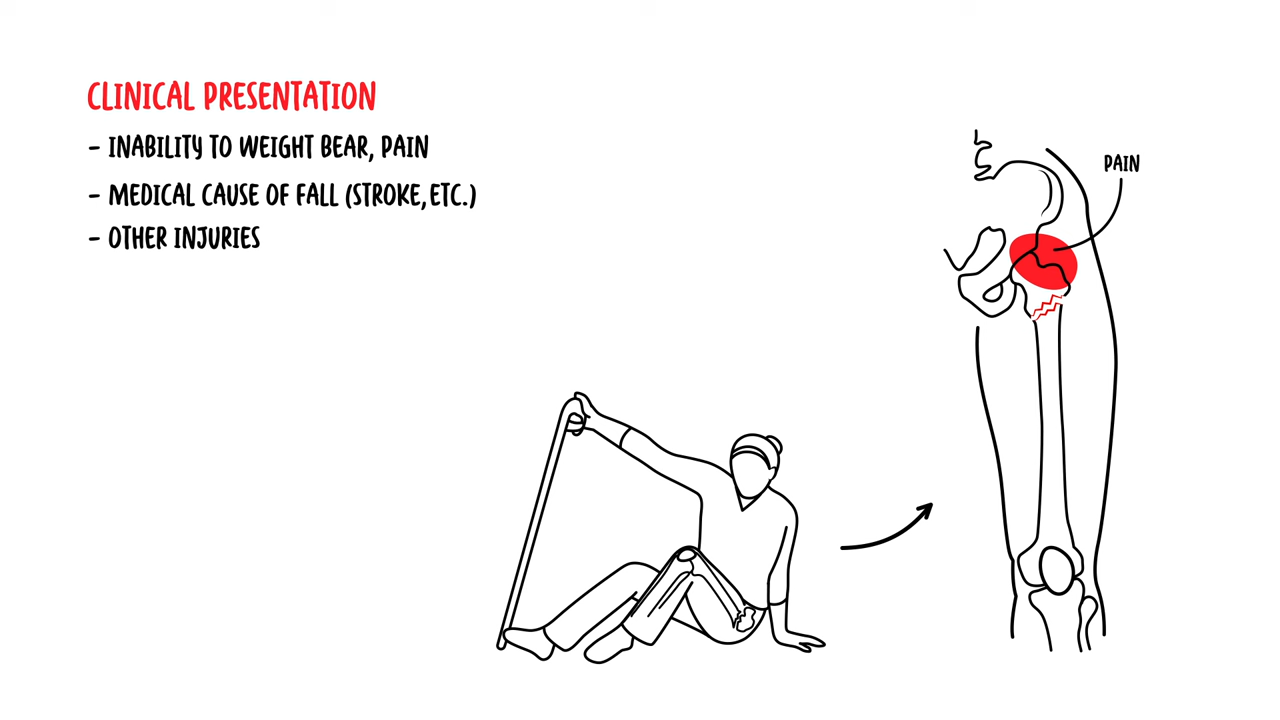 CLINICAL PRESENTATION
- INABILITY TO WEIGHT BEAR, PAIN
- MEDICAL CAUSE OF FALL (STROKE, ETC.)
- OTHER INJURIES
PAIN